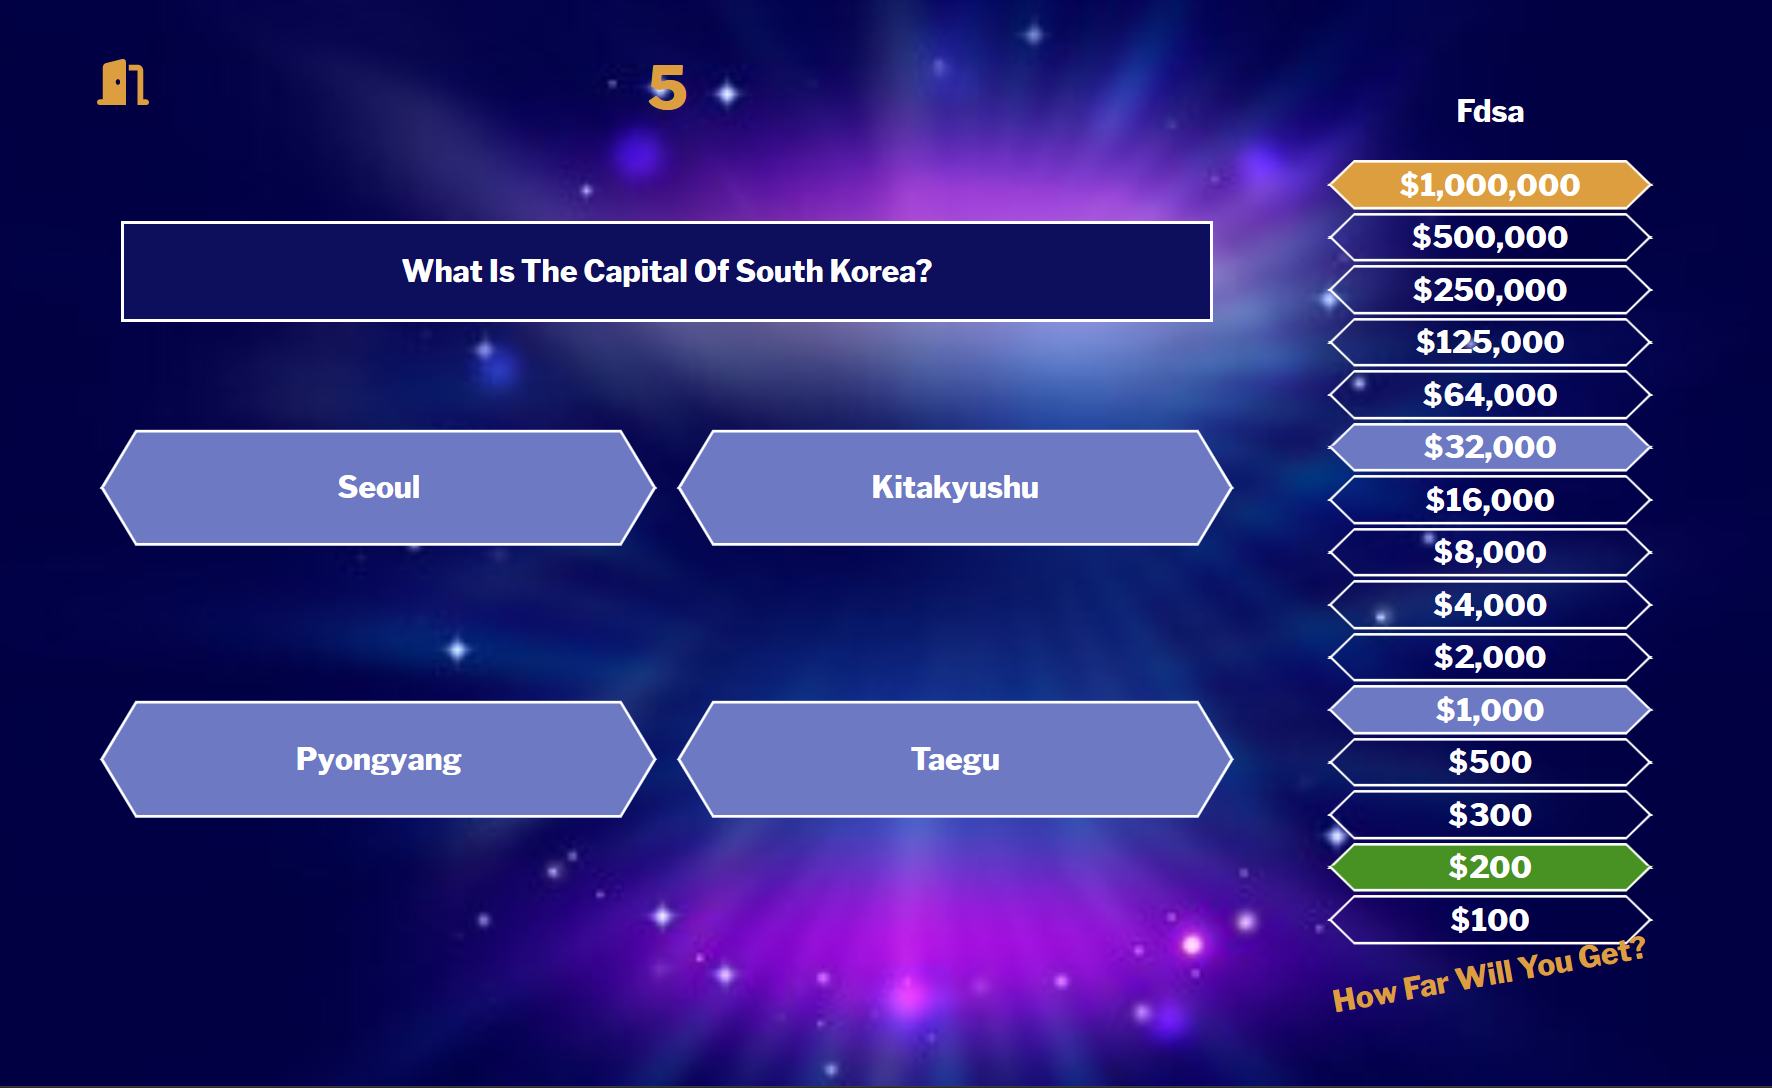 5
What Is The Capital Of South Korea?
Seoul
Kitakyushu
Pyongyang
Taegu
Fdsa
$1,000,000
$500,000
$250,000
$125,000
$64,000
$32,000
$16,000
$8,000
$4,000
$2,000
$1,000
$500
$300
$200
$100
How Far Will You Get?